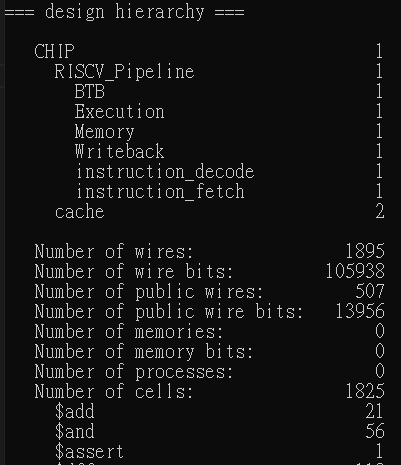 === design hierarchy ===
CHIP 1
RISCV_Pipeline 1
BTB 1
Execution 1
Memory 1
Writeback 1
instruction_decode 1
instruction_fetch 1
cache 2
Number of wires: 1895
Number of wire bits: 105938
Number of public wires: 507
Number of public wire bits: 13956
Number of memories: 0
Number of memory bits: 0
Number of processes: 0
Number of cells: 1825
$add 21
$and 56
$assert 1